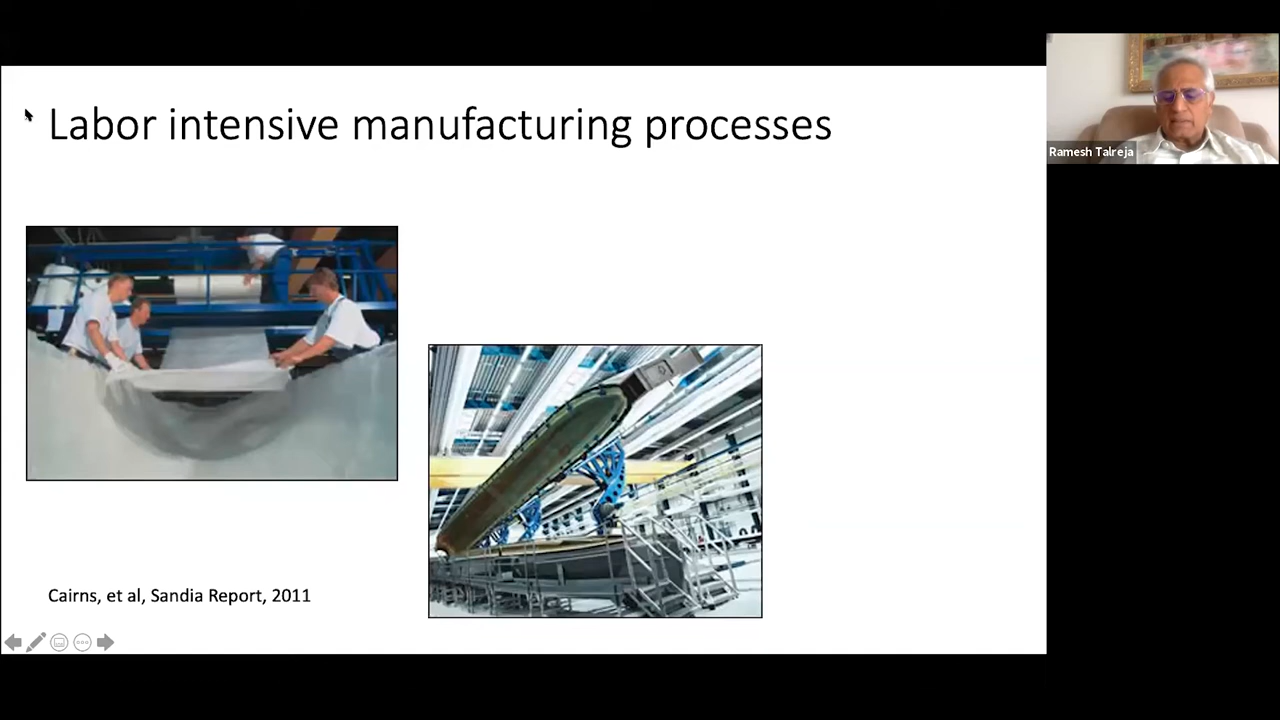 Labor intensive manufacturing processes
Ramesh Talreja
Cairns, et al, Sandia Report, 2011